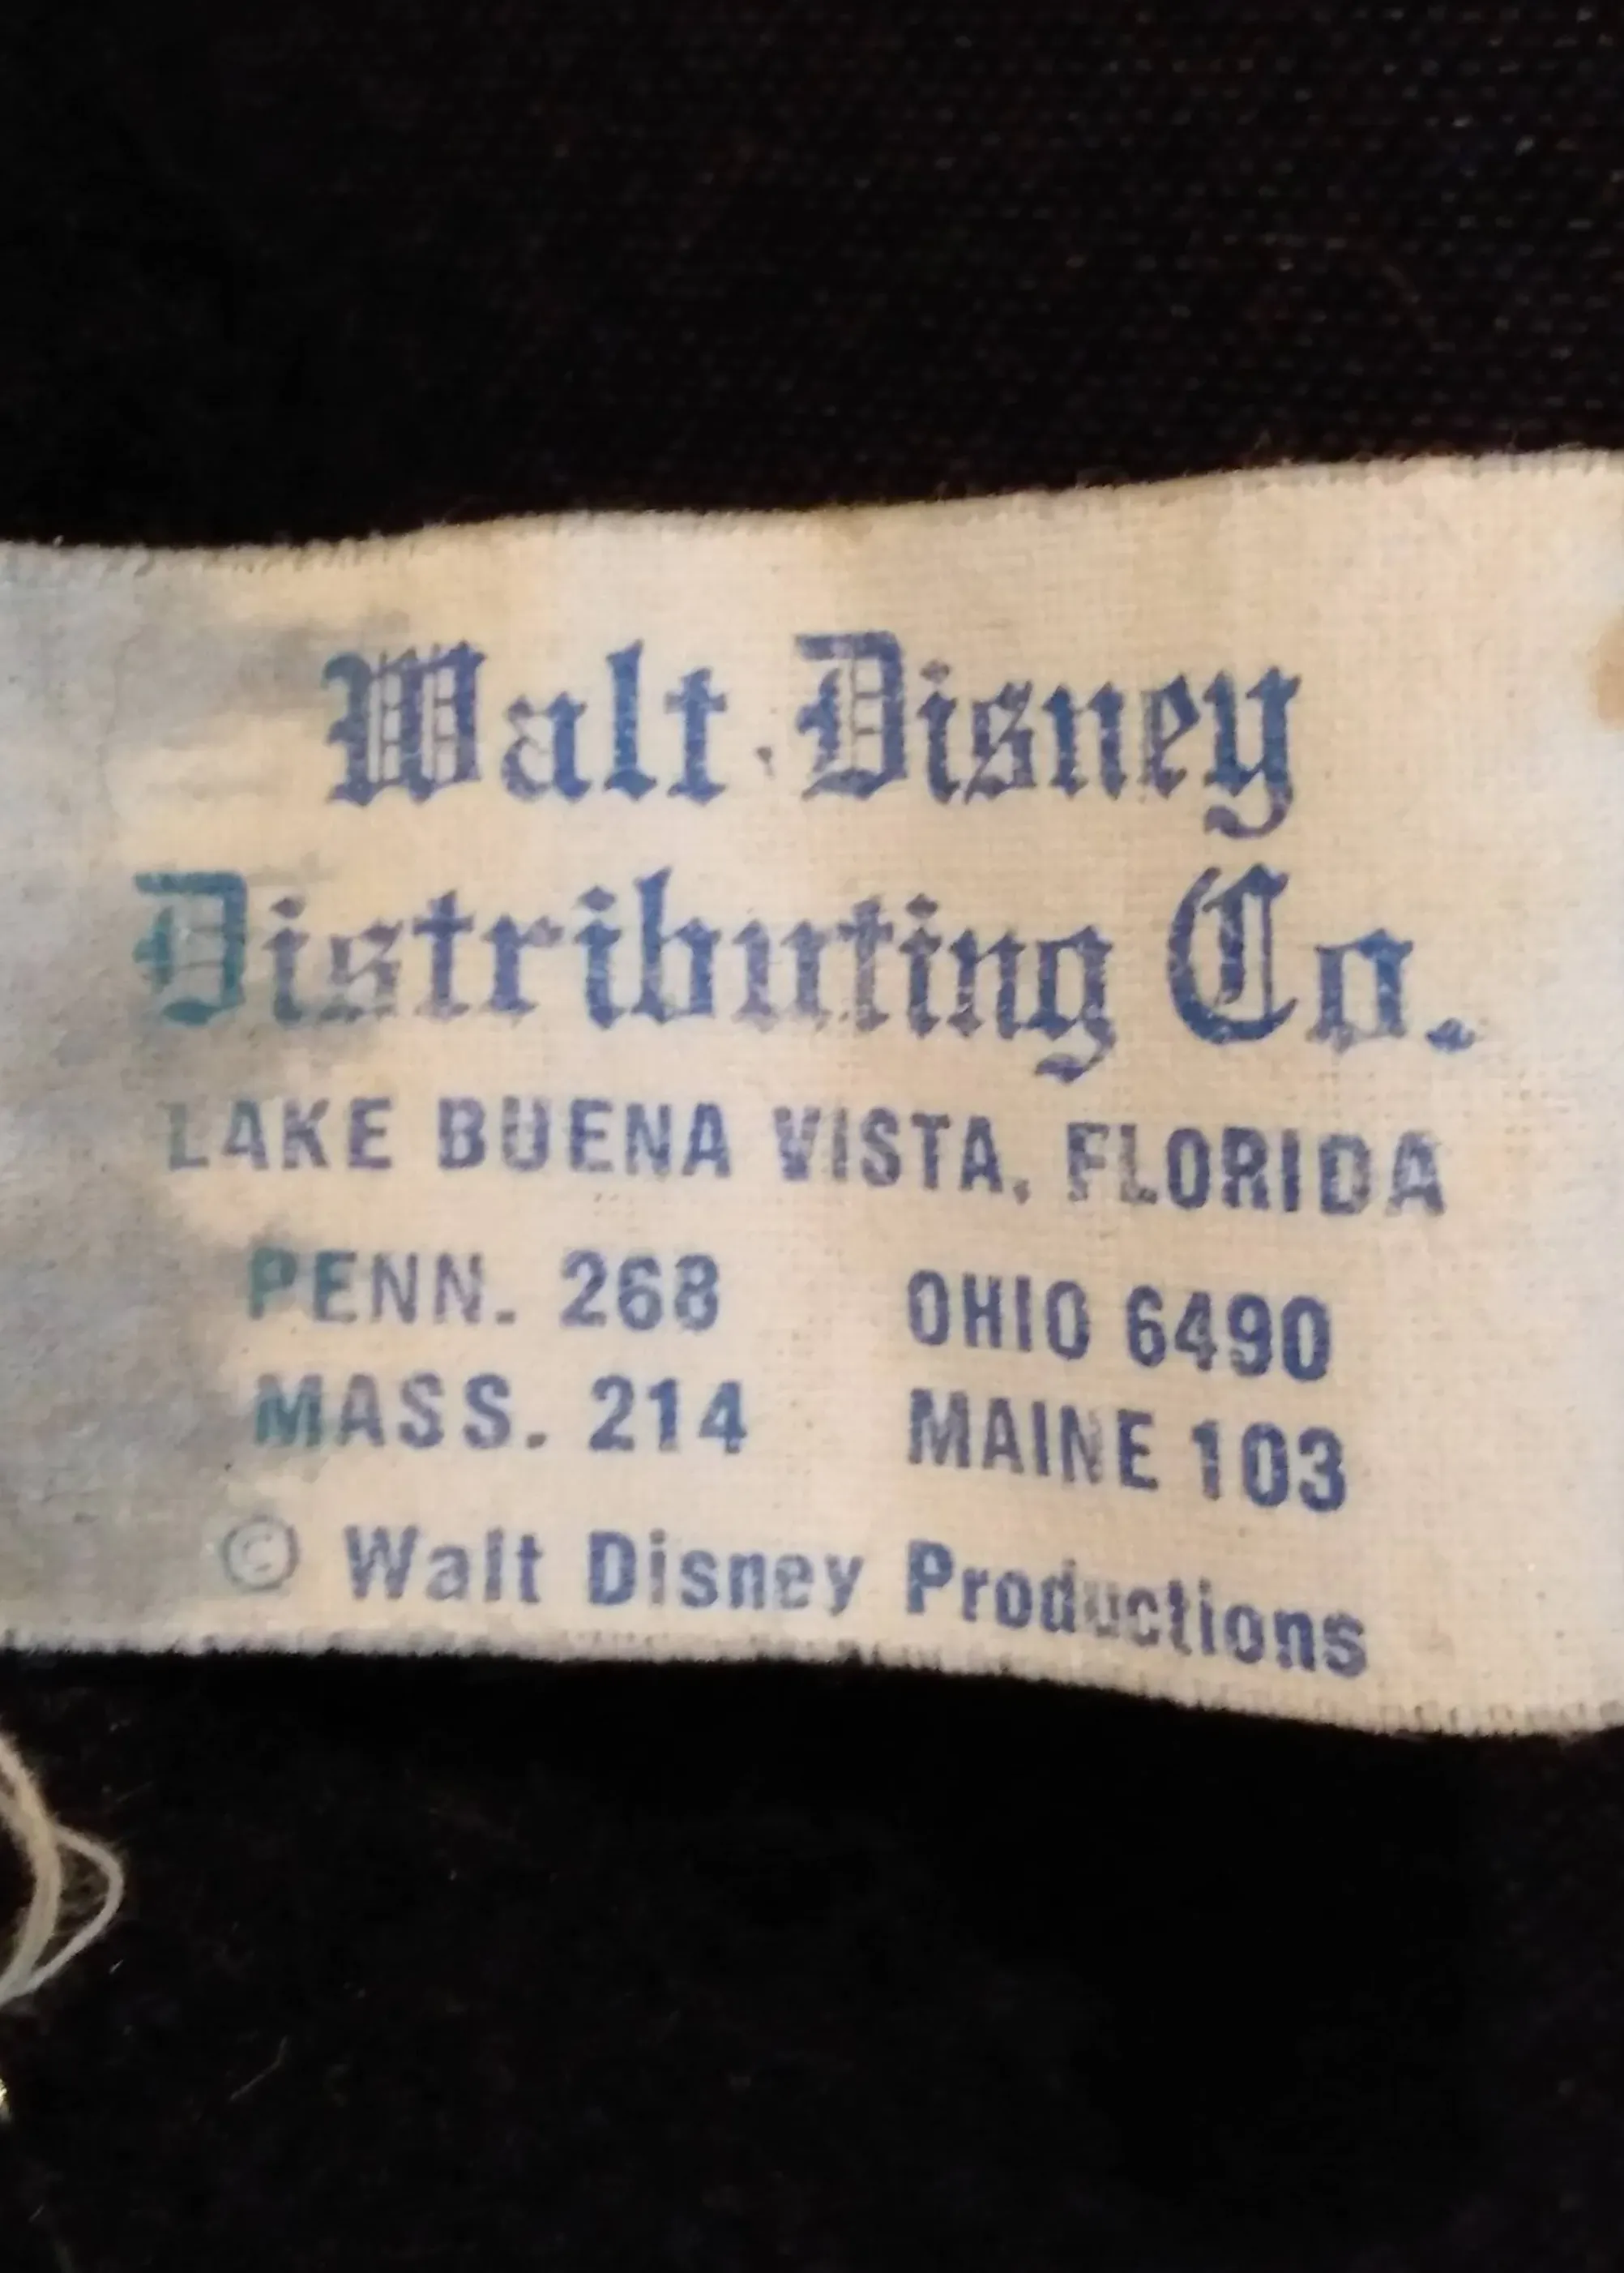 Walt Disney
Distributing Co.
LAKE BUENA VISTA, FLORIDA
PENN. 268 OHIO 6490
MASS. 214 MAINE 103
© Walt Disney Productions